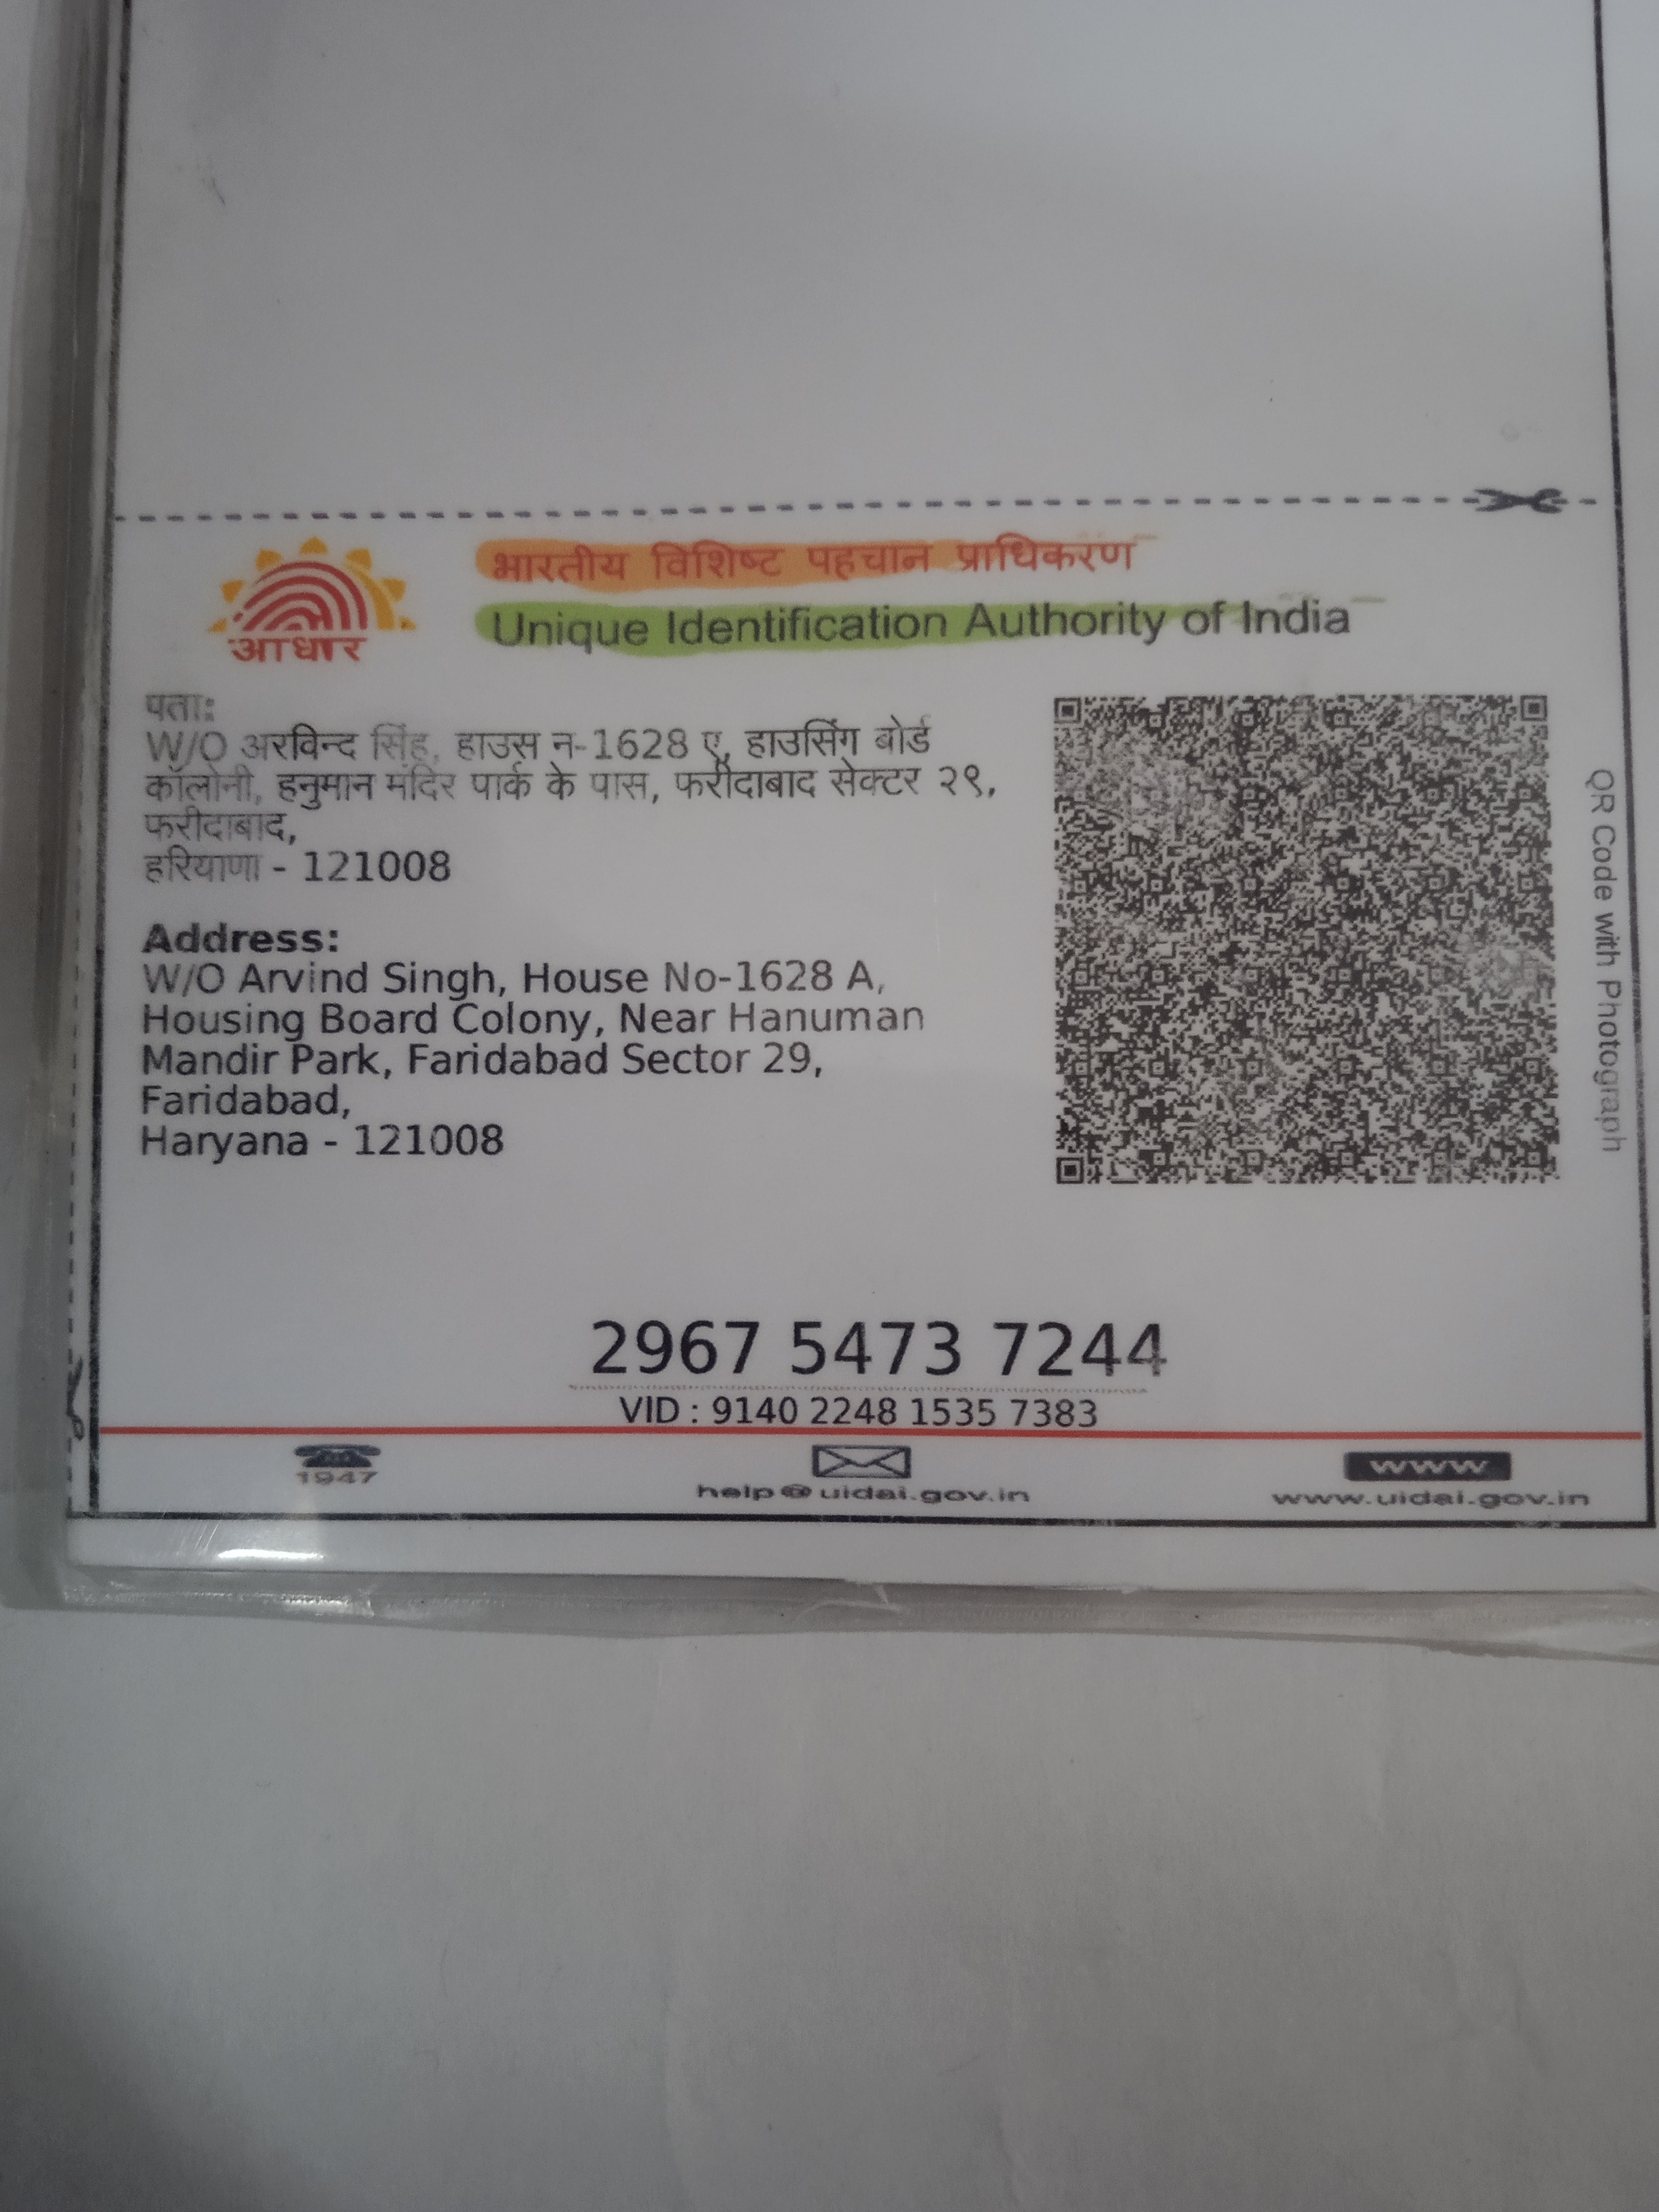 आधार
भारतीय विशिष्ट पहचान प्राधिकरण
Unique Identification Authority of India
पता:
W/O अरविन्द सिंह, हाउस न-1628 ए, हाउसिंग बोर्ड
कॉलोनी, हनुमान मंदिर पार्क के पास, फरीदाबाद सेक्टर २९,
फरीदाबाद,
हरियाणा - 121008
Address:
W/O Arvind Singh, House No-1628 A,
Housing Board Colony, Near Hanuman
Mandir Park, Faridabad Sector 29,
Faridabad,
Haryana - 121008
QR Code with Photograph
2967 5473 7244
VID : 9140 2248 1535 7383
1947
help@uidai.gov.in
www
www.uidai.gov.in